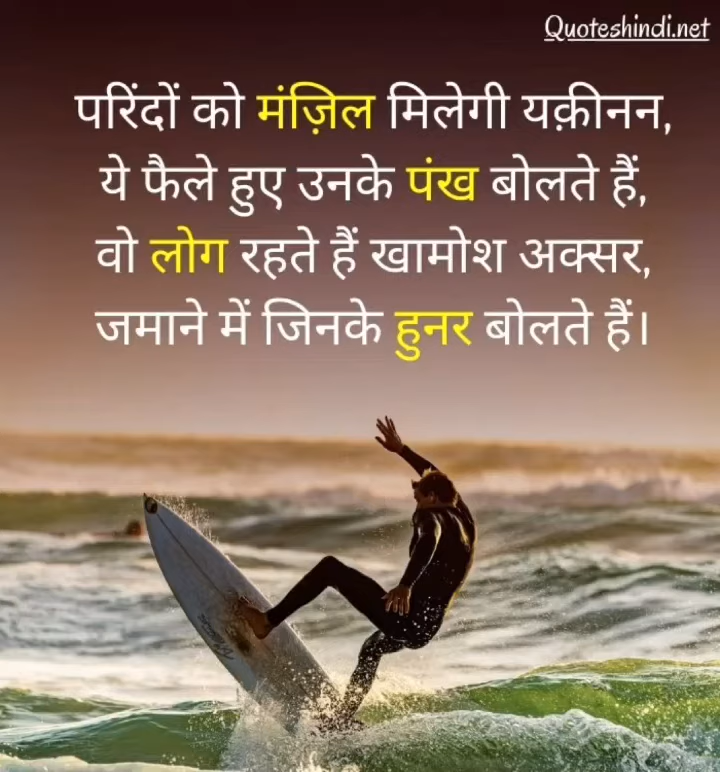 Quoteshindi.net
परिंदों को मंज़िल मिलेगी यक़ीनन,
ये फैले हुए उनके पंख बोलते हैं,
वो लोग रहते हैं खामोश अक्सर,
जमाने में जिनके हुनर बोलते हैं।